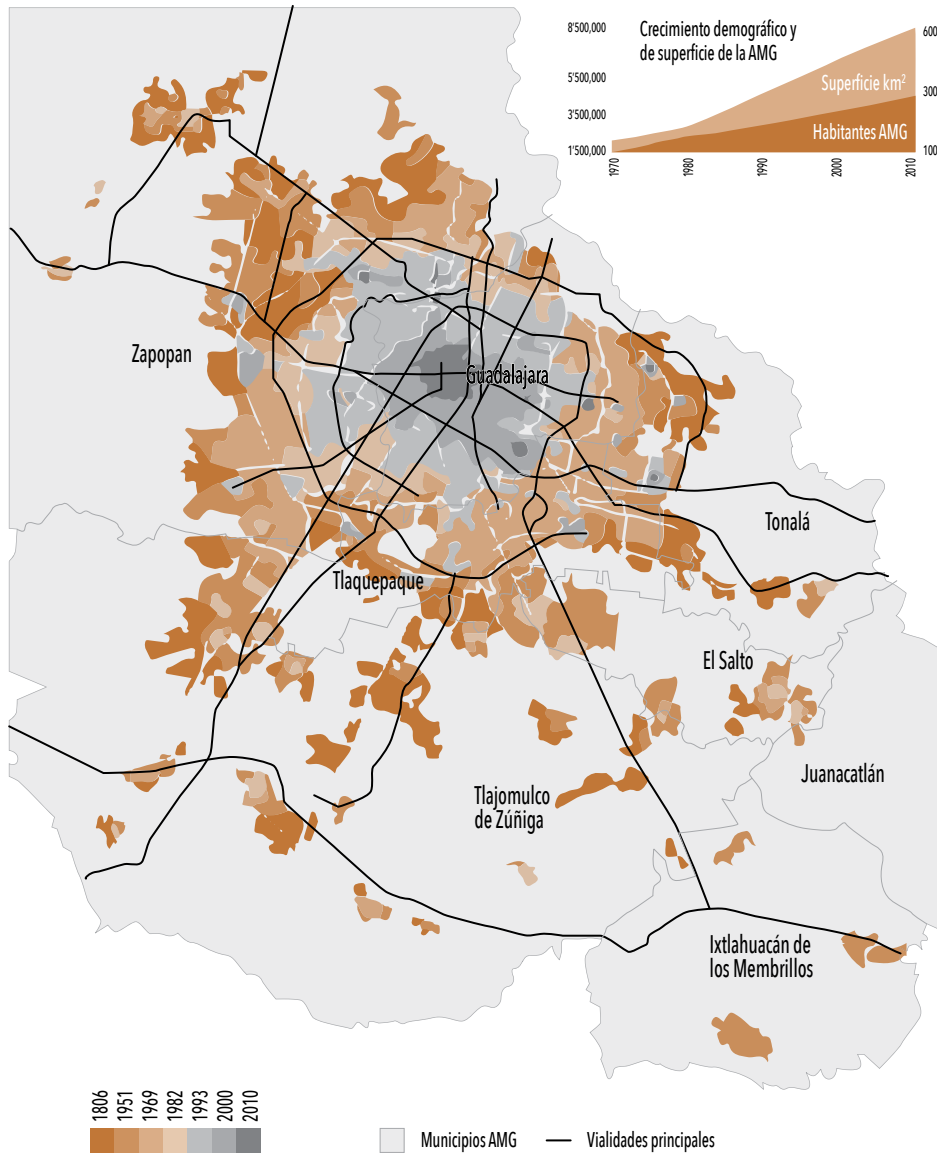 Crecimiento demográfico y
de superficie de la AMG
8'500,000
5'500,000
3'500,000
1'500,000
600
300
100
Superficie km²
Habitantes AMG
1970
1980
1990
2000
2010
Zapopan
Guadalajara
Tonalá
Tlaquepaque
El Salto
Juanacatlán
Tlajomulco
de Zúñiga
Ixtlahuacán de
los Membrillos
1806
1951
1969
1982
1993
2000
2010
Municipios AMG
Vialidades principales